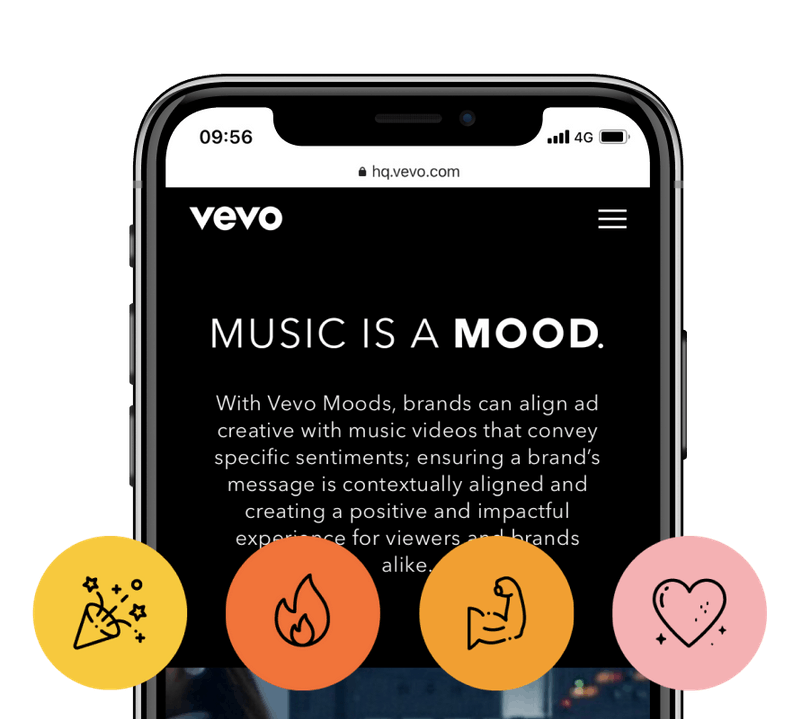 09:56
4G
hq.vevo.com
vevo
MUSIC IS A MOOD.
With Vevo Moods, brands can align ad
creative with music videos that convey
specific sentiments; ensuring a brand’s
message is contextually aligned and
creating a positive and impactful
experience for viewers and brands
alike.